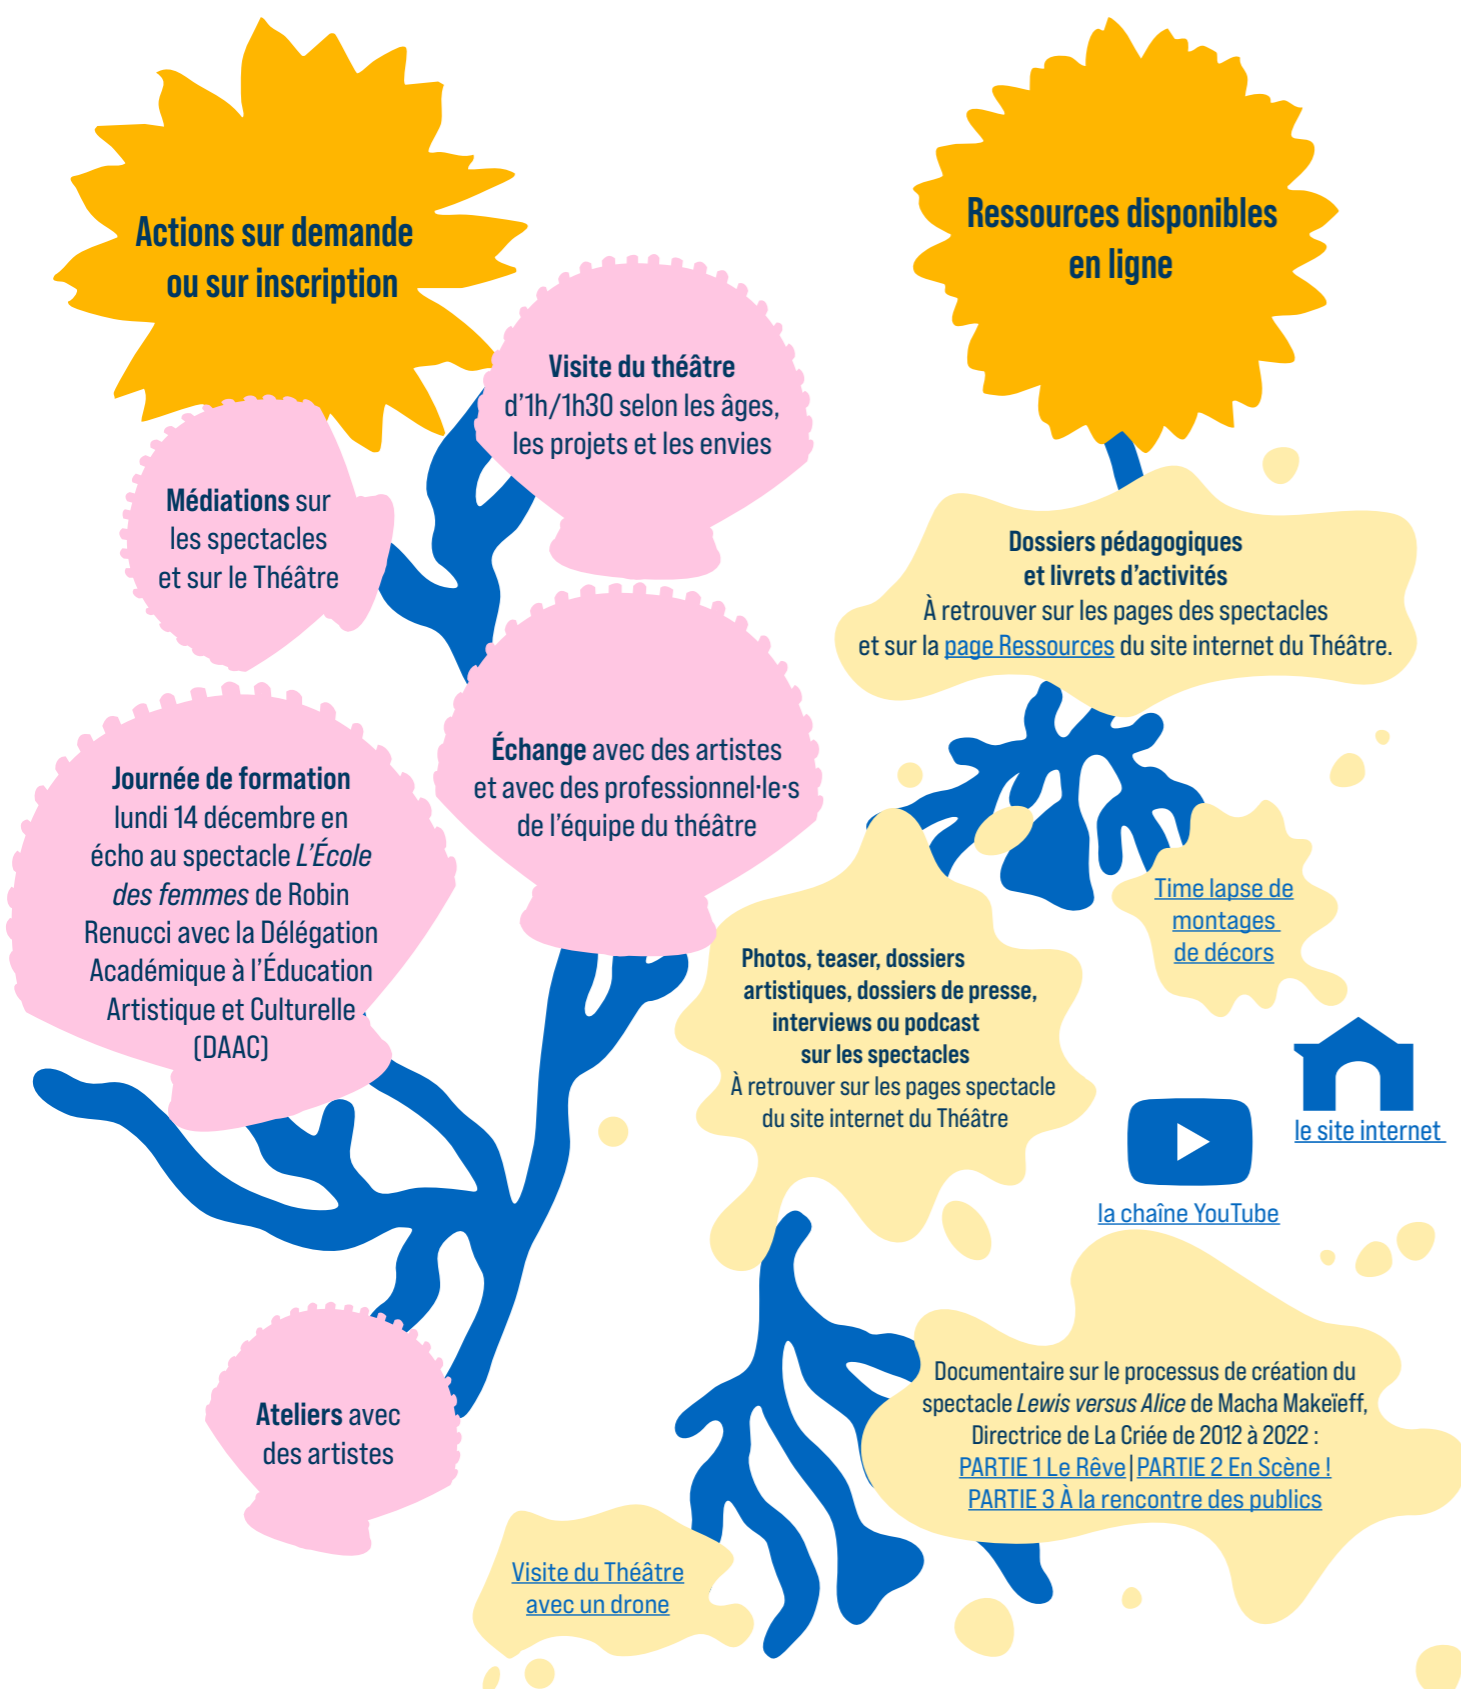 Actions sur demande
ou sur inscription
Visite du théâtre
d’1h/1h30 selon les âges,
les projets et les envies
Médiations sur
les spectacles
et sur le Théâtre
Échange avec des artistes
et avec des professionnel·le·s
de l’équipe du théâtre
Journée de formation
lundi 14 décembre en
écho au spectacle L’École
des femmes de Robin
Renucci avec la Délégation
Académique à l’Éducation
Artistique et Culturelle
(DAAC)
Ateliers avec
des artistes
Ressources disponibles
en ligne
Dossiers pédagogiques
et livrets d’activités
À retrouver sur les pages des spectacles
et sur la page Ressources du site internet du Théâtre.
Time lapse de
montages
de décors
Photos, teaser, dossiers
artistiques, dossiers de presse,
interviews ou podcast
sur les spectacles
À retrouver sur les pages spectacle
du site internet du Théâtre
le site internet
la chaîne YouTube
Documentaire sur le processus de création du
spectacle Lewis versus Alice de Macha Makeïeff,
Directrice de La Criée de 2012 à 2022 :
PARTIE 1 Le Rêve|PARTIE 2 En Scène !
PARTIE 3 À la rencontre des publics
Visite du Théâtre
avec un drone